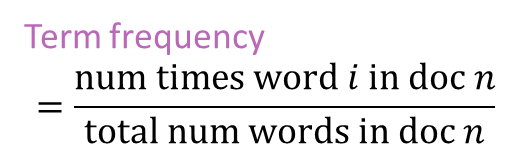 Term frequency
= num times word i in doc n
total num words in doc n